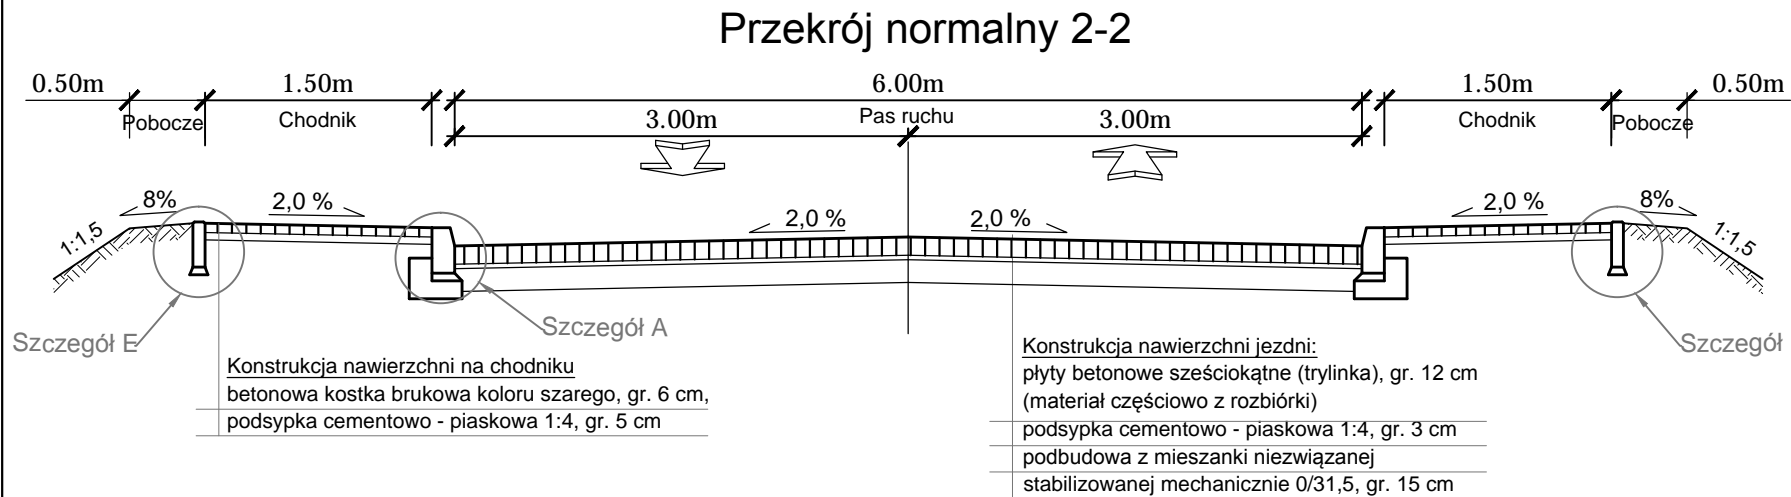 Przekrój normalny 2-2
0.50m 1.50m 6.00m 1.50m 0.50m
Pobocze Chodnik 3.00m Pas ruchu 3.00m Chodnik Pobocze
1:1,5 8% 2,0 % 2,0 % 2,0 % 2,0 % 8% 1:1,5
Szczegół E Szczegół A Szczegół
Konstrukcja nawierzchni na chodniku
betonowa kostka brukowa koloru szarego, gr. 6 cm,
podsypka cementowo - piaskowa 1:4, gr. 5 cm
Konstrukcja nawierzchni jezdni:
płyty betonowe sześciokątne (trylinka), gr. 12 cm
(materiał częściowo z rozbiórki)
podsypka cementowo - piaskowa 1:4, gr. 3 cm
podbudowa z mieszanki niezwiązanej
stabilizowanej mechanicznie 0/31,5, gr. 15 cm